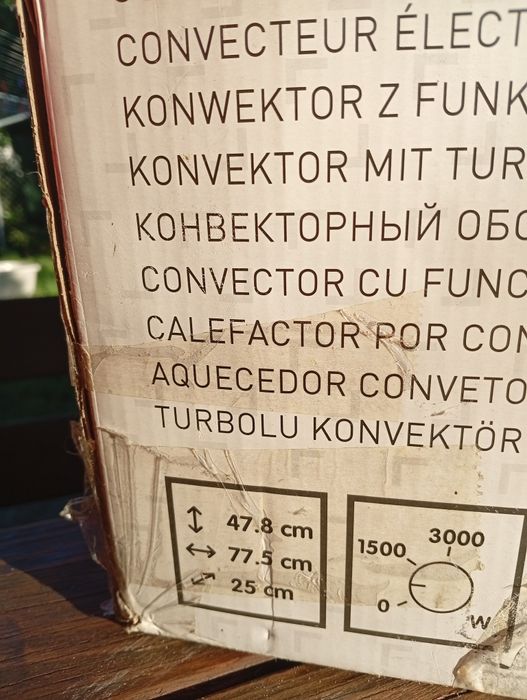 CONVECTEUR ÉLECT
KONWEKTOR Z FUNK
KONVEKTOR MIT TUR
КОНВЕКТОРНЫЙ ОБО
CONVECTOR CU FUNC
CALEFACTOR POR CON
AQUECEDOR CONVETO
TURBOLU KONVEKTÖR
47.8 cm
77.5 cm
25 cm
3000
1500
0
W